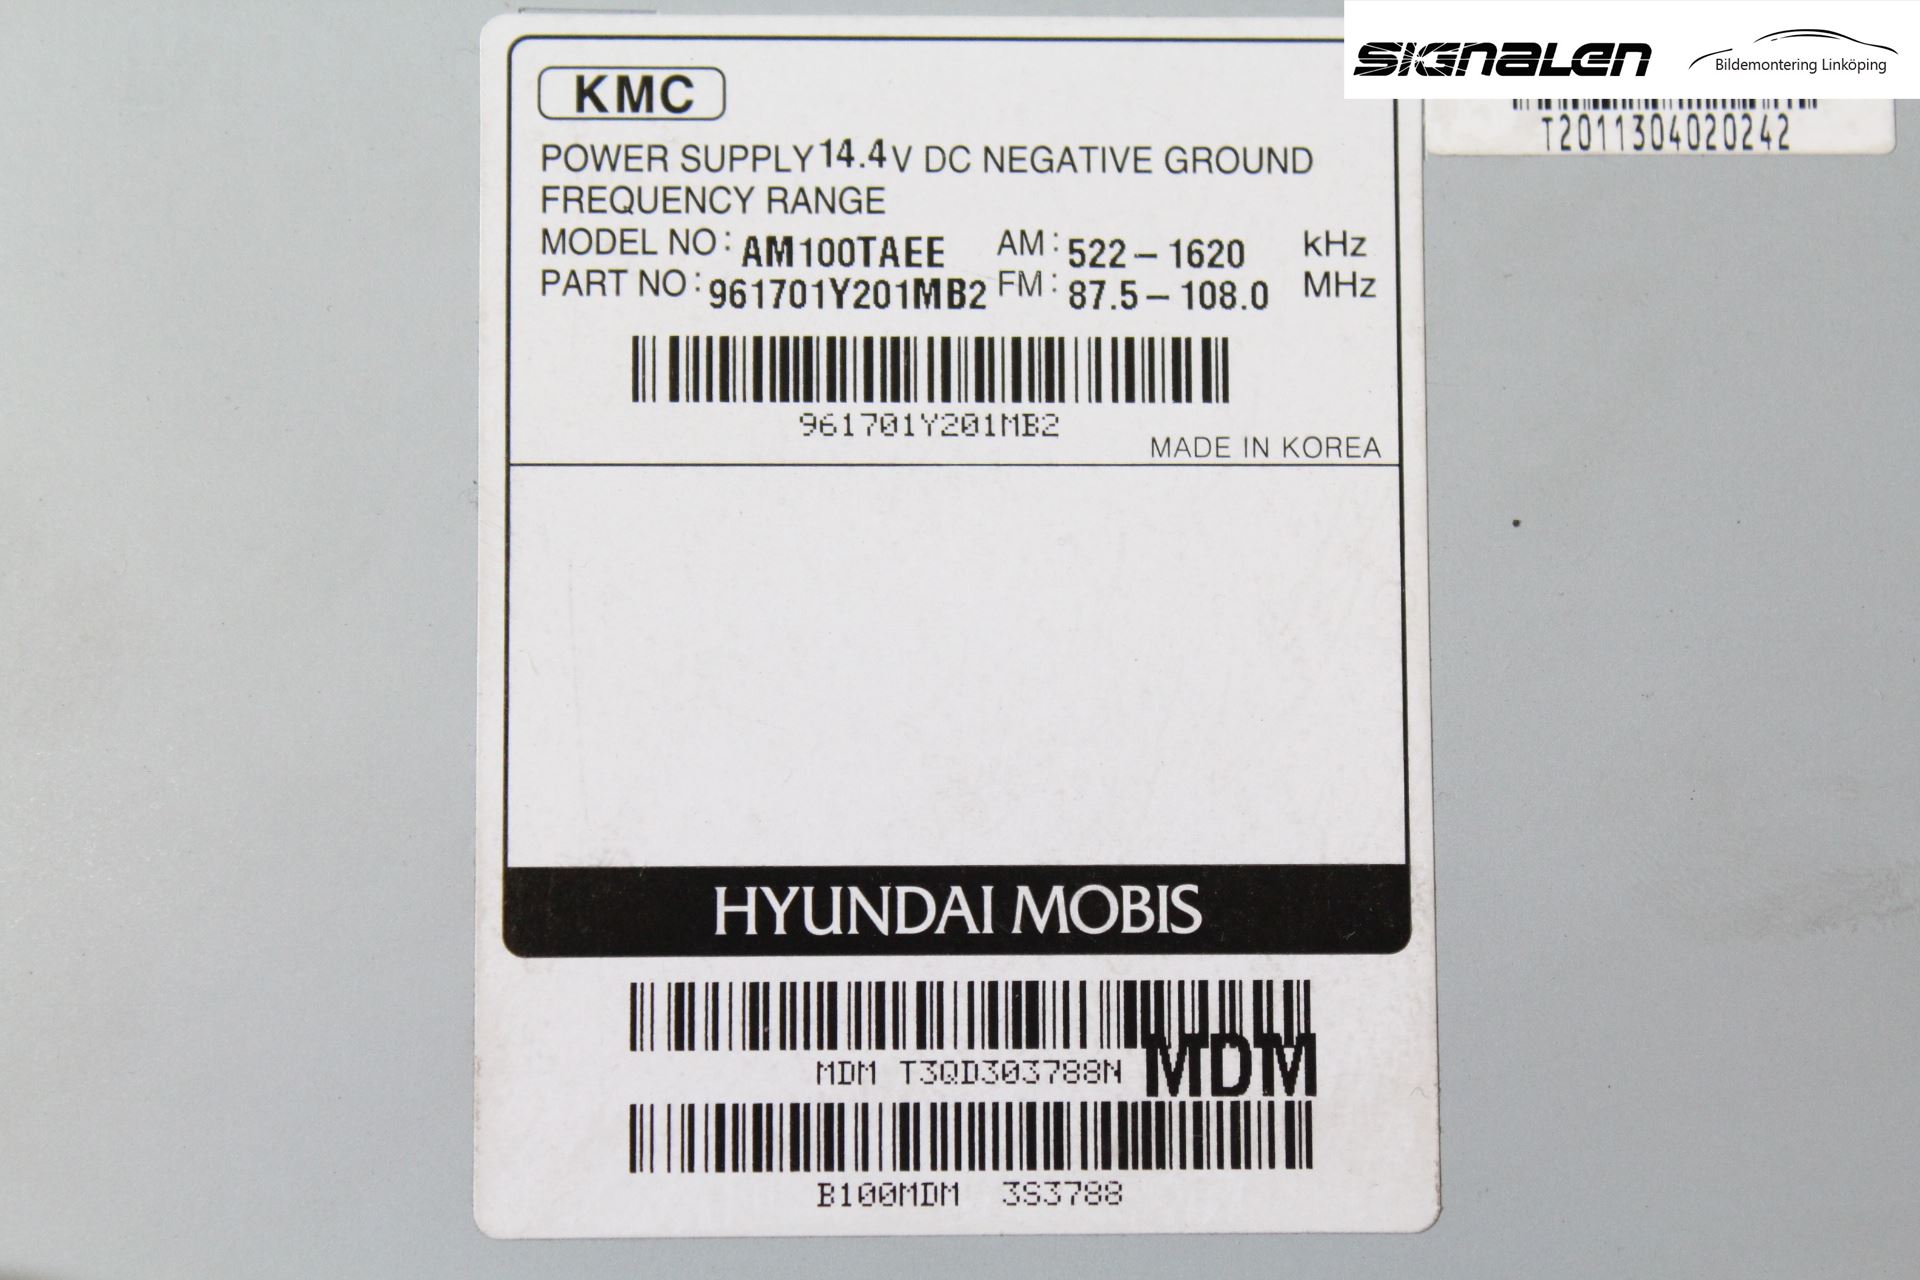 SIGNALEN
Bildemontering Linköping
T2011304020242
KMC
POWER SUPPLY 14.4V DC NEGATIVE GROUND
FREQUENCY RANGE
MODEL NO: AM100TAEE AM: 522 – 1620 kHz
PART NO: 961701Y201MB2 FM: 87.5 – 108.0 MHz
961701Y201MB2
MADE IN KOREA
HYUNDAI MOBIS
MDM T3QD303788N MDM
B100MDM 3S3788